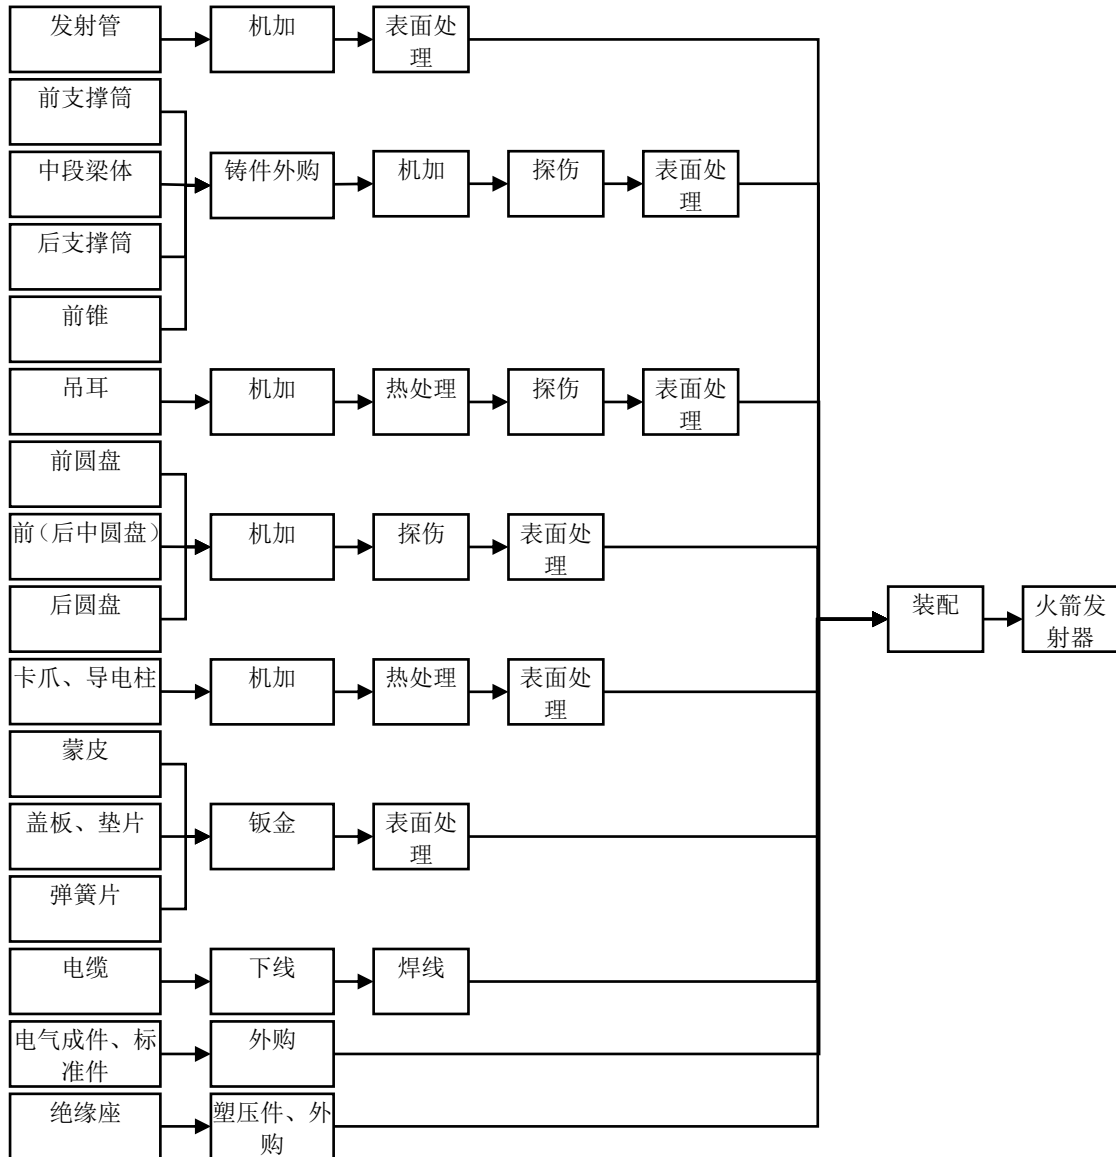 发射管
机加
表面处
理
前支撑筒
中段梁体
铸件外购
机加
探伤
表面处
理
后支撑筒
前锥
吊耳
机加
热处理
探伤
表面处
理
前圆盘
前（后中圆盘）
机加
探伤
表面处
理
后圆盘
装配
火箭发
射器
卡爪、导电柱
机加
热处理
表面处
理
蒙皮
盖板、垫片
钣金
表面处
理
弹簧片
电缆
下线
焊线
电气成件、标
准件
外购
绝缘座
塑压件、外
购